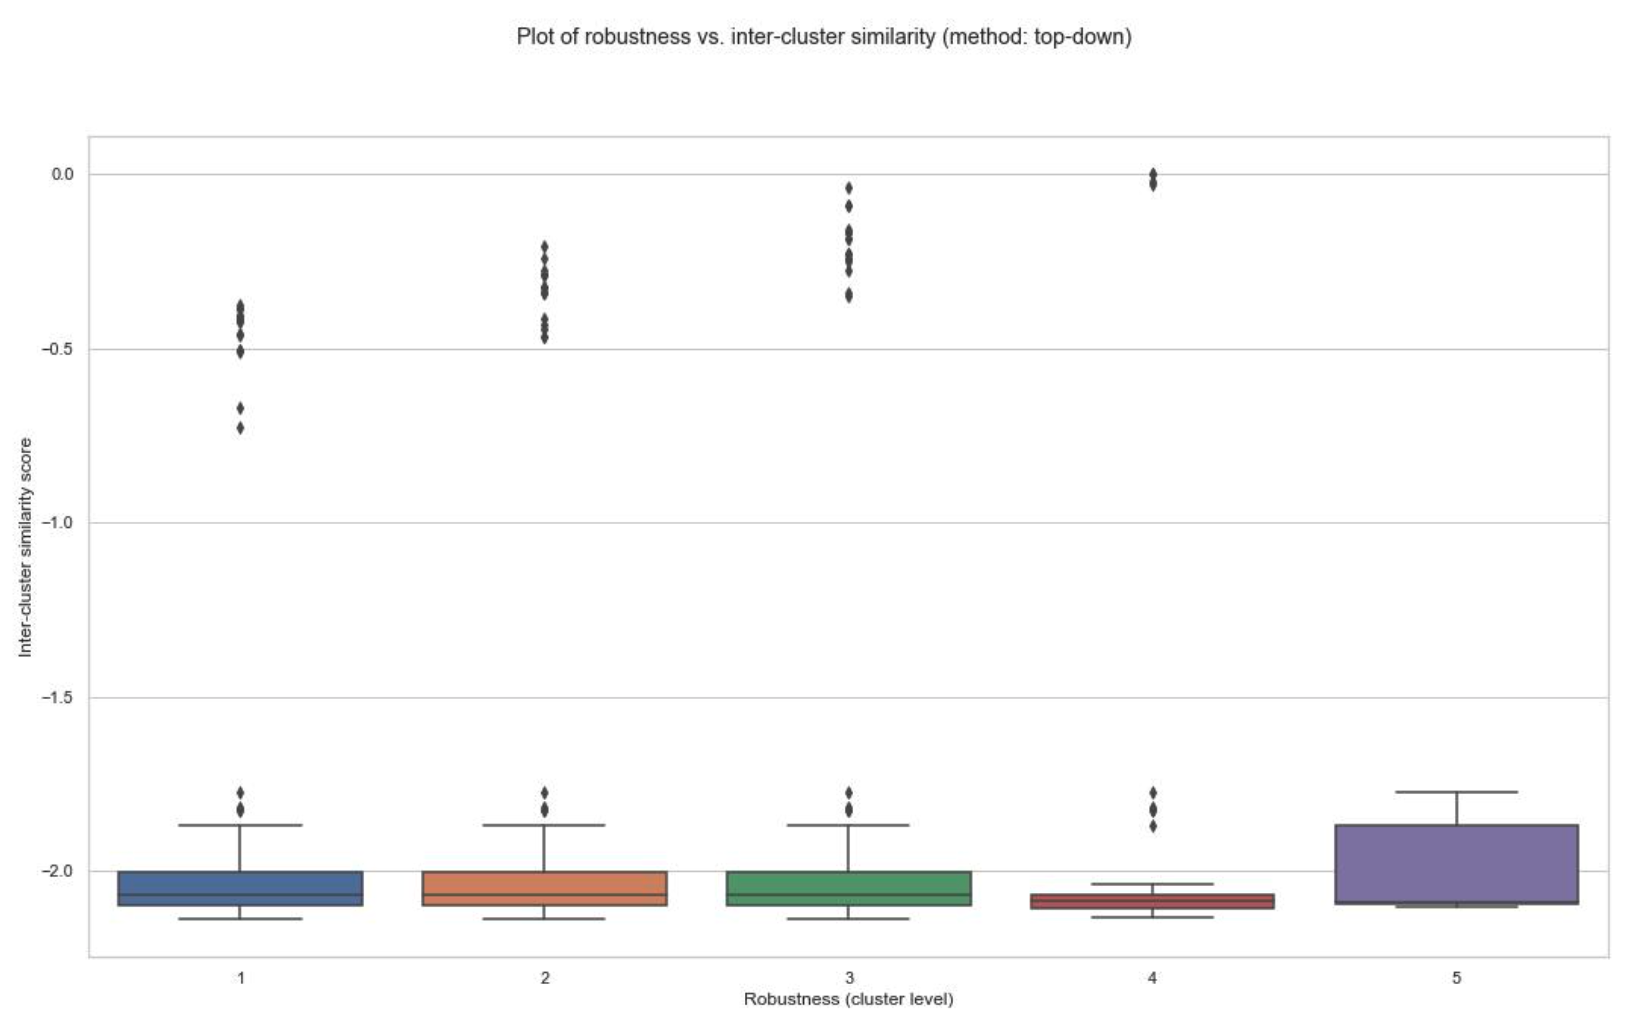 Plot of robustness vs. inter-cluster similarity (method: top-down)
Inter-cluster similarity score
0.0
−0.5
−1.0
−1.5
−2.0
1 2 3 4 5
Robustness (cluster level)